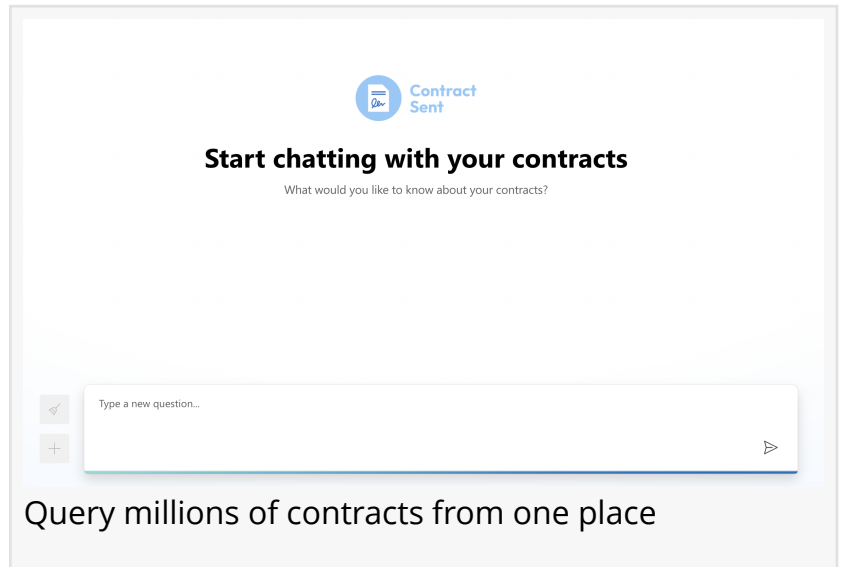 Contract
Sent
Start chatting with your contracts
What would you like to know about your contracts?
Type a new question...
Query millions of contracts from one place